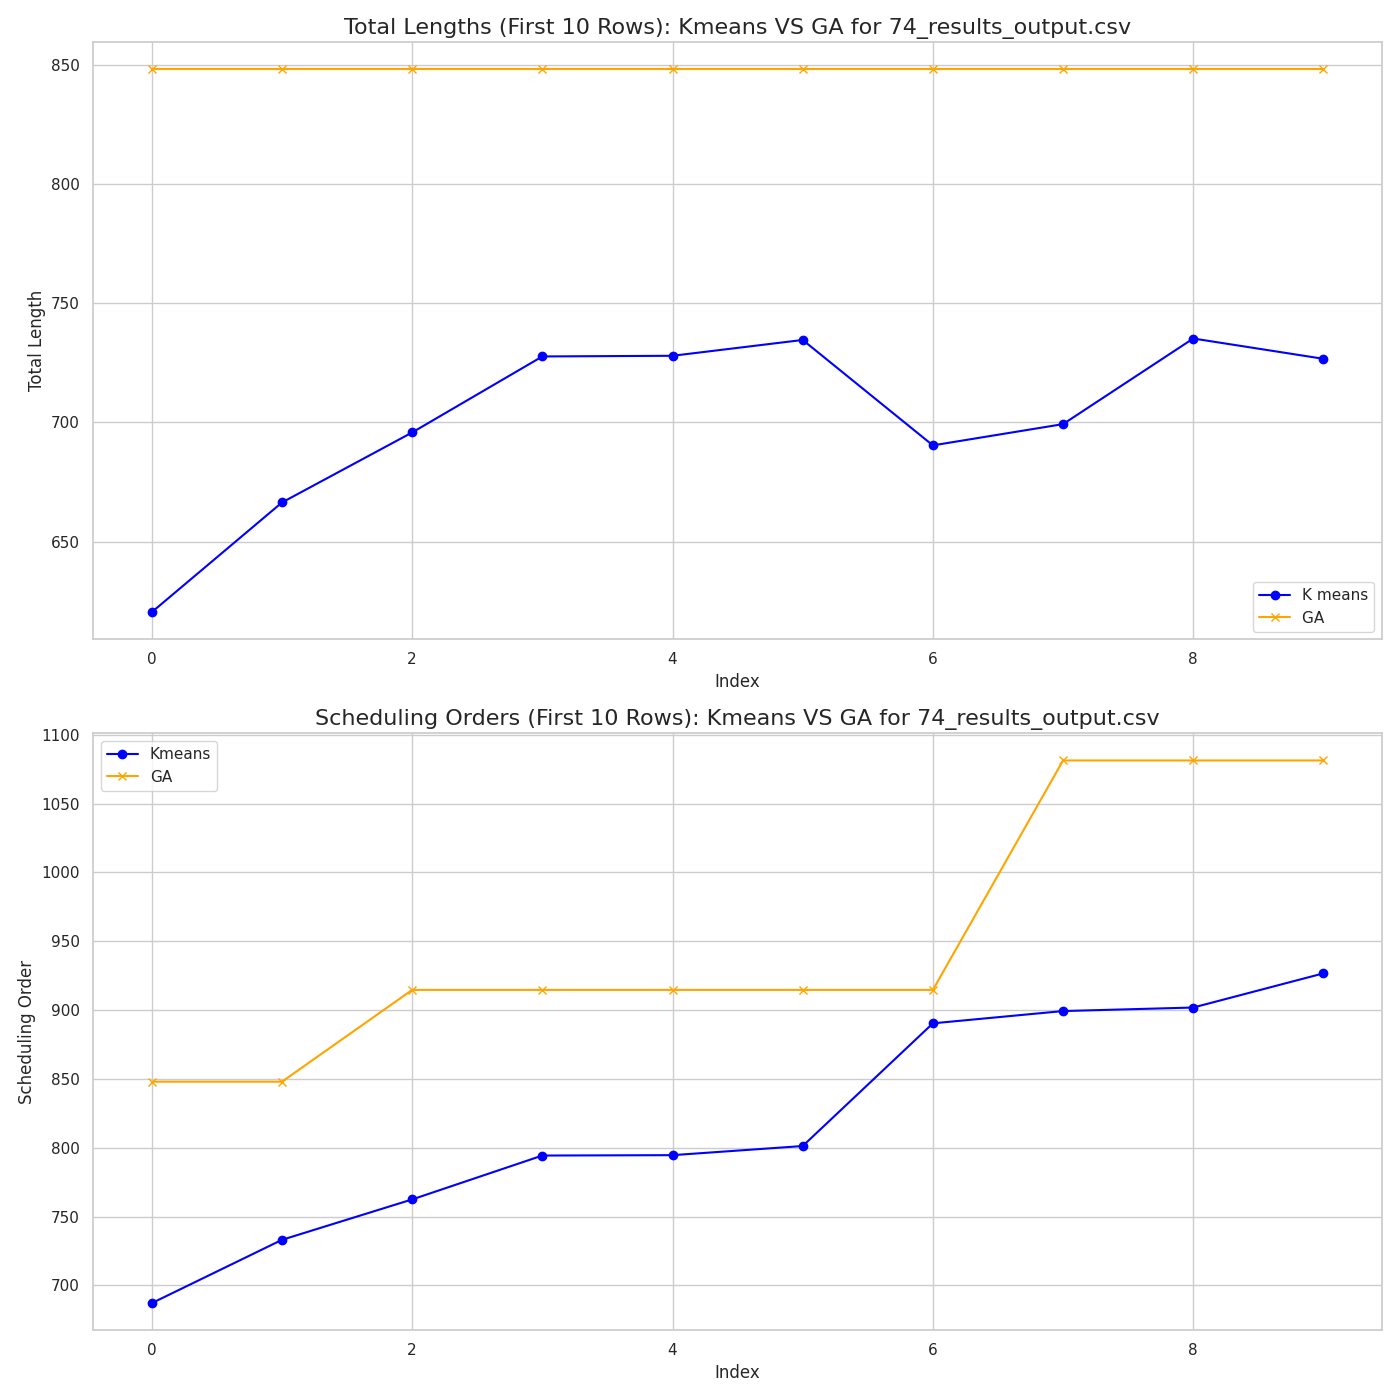 Total Lengths (First 10 Rows): Kmeans VS GA for 74_results_output.csv
850
800
750
700
650
Total Length
K means
GA
0 2 4 6 8
Index
Scheduling Orders (First 10 Rows): Kmeans VS GA for 74_results_output.csv
Kmeans
GA
1100
1050
1000
950
900
850
800
750
700
Scheduling Order
0 2 4 6 8
Index